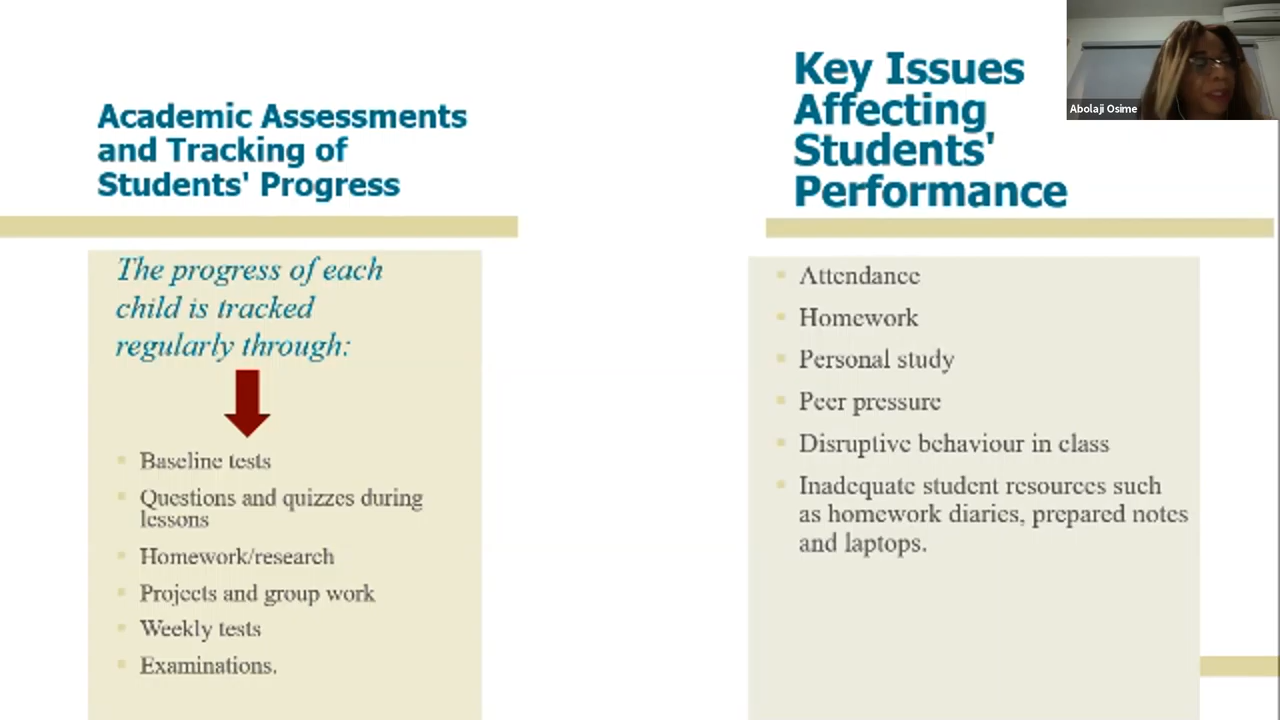 Academic Assessments
and Tracking of
Students' Progress
The progress of each
child is tracked
regularly through:
Baseline tests
Questions and quizzes during
lessons
Homework/research
Projects and group work
Weekly tests
Examinations.
Key Issues
Affecting
Students'
Performance
Attendance
Homework
Personal study
Peer pressure
Disruptive behaviour in class
Inadequate student resources such
as homework diaries, prepared notes
and laptops.
Abolaji Osime